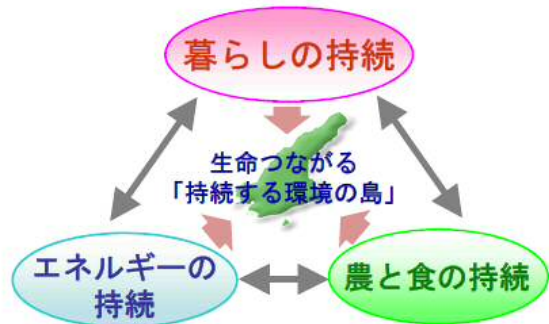 暮らしの持続
生命つながる
「持続する環境の島」
エネルギーの
持続
農と食の持続